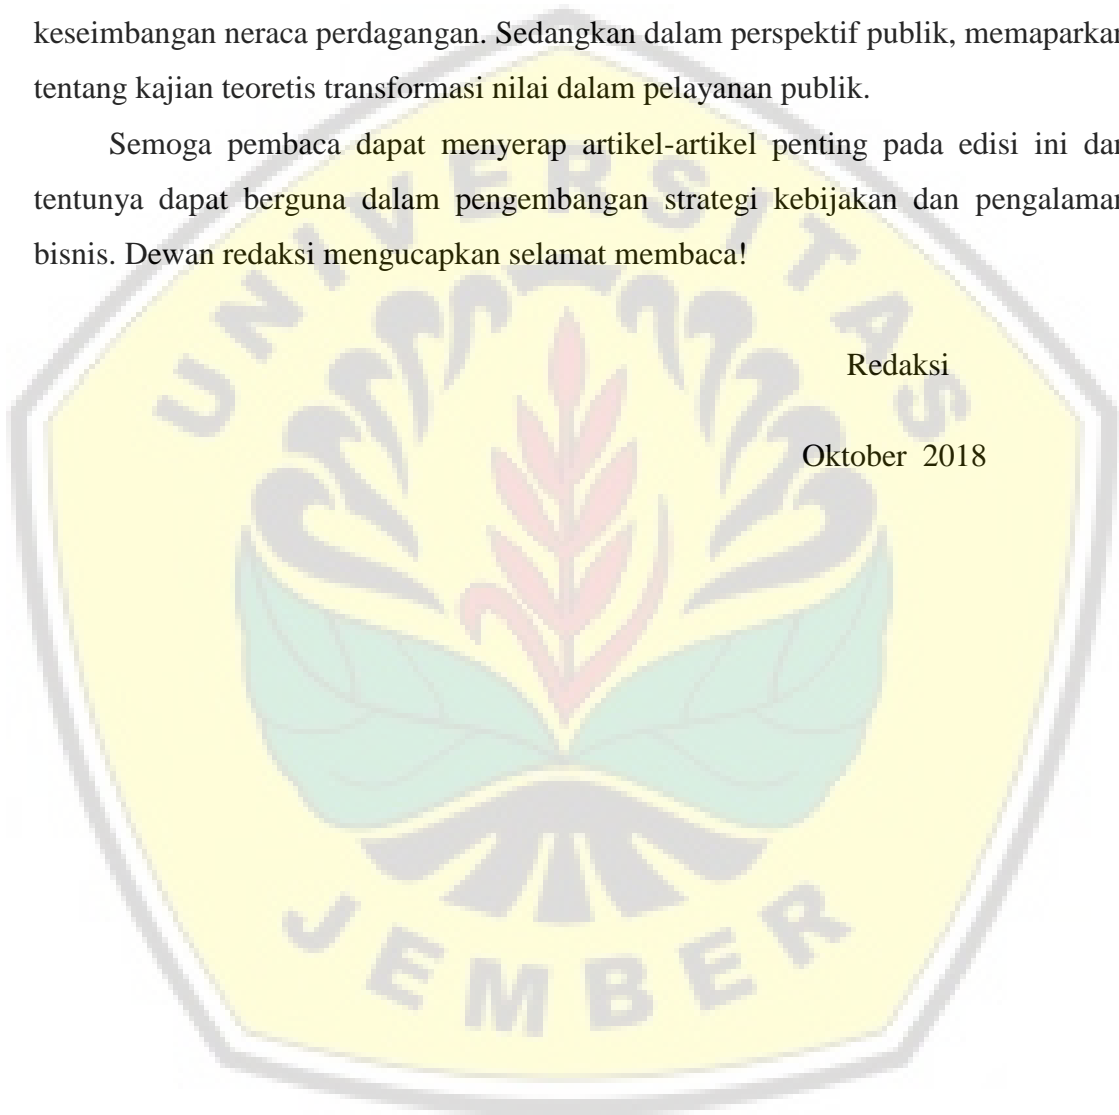 keseimbangan neraca perdagangan. Sedangkan dalam perspektif publik, memaparkan
tentang kajian teoretis transformasi nilai dalam pelayanan publik.
Semoga pembaca dapat menyerap artikel-artikel penting pada edisi ini dan
tentunya dapat berguna dalam pengembangan strategi kebijakan dan pengalaman
bisnis. Dewan redaksi mengucapkan selamat membaca!
Redaksi
Oktober 2018
UNIVERSITAS
JEMBER